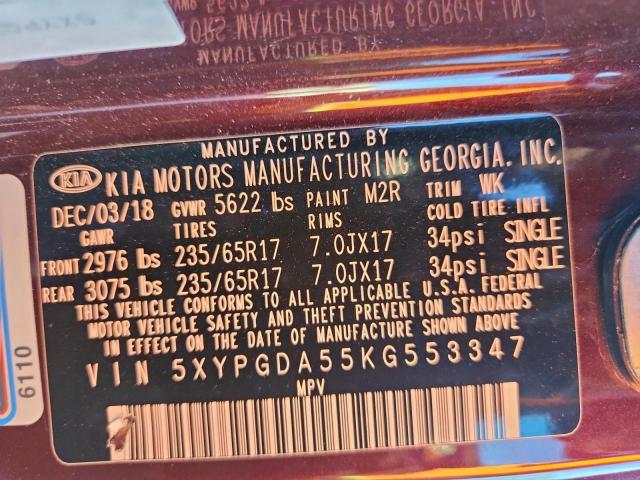 MANUFACTURED BY
KIA KIA MOTORS MANUFACTURING GEORGIA. INC.
DEC/03/18 GVWR 5622 lbs PAINT M2R TRIM WK
GAWR TIRES RIMS COLD TIRE INFL
FRONT 2976 lbs 235/65R17 7.0JX17 34psi SINGLE
REAR 3075 lbs 235/65R17 7.0JX17 34psi SINGLE
THIS VEHICLE CONFORMS TO ALL APPLICABLE U.S.A. FEDERAL
MOTOR VEHICLE SAFETY AND THEFT PREVENTION STANDARDS
IN EFFECT ON THE DATE OF MANUFACTURE SHOWN ABOVE
VIN 5XYPGDA55KG553347
MPV
6110